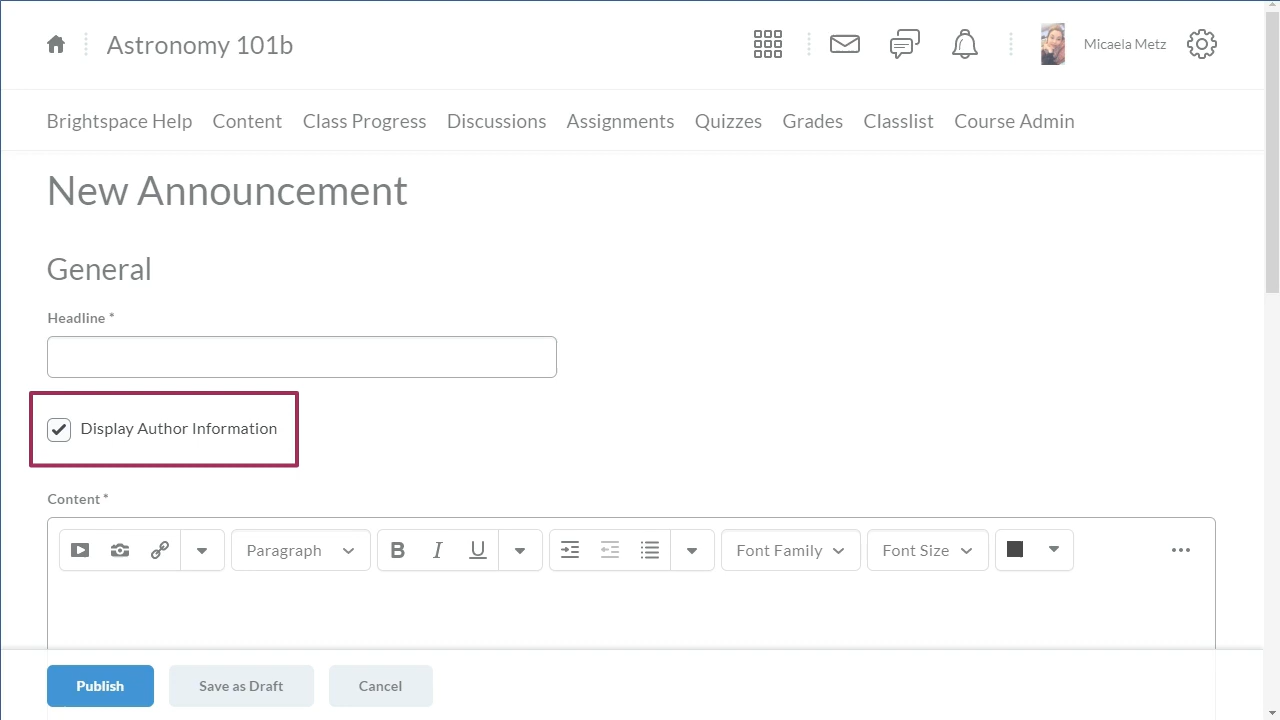 Astronomy 101b
Micaela Metz
Brightspace Help Content Class Progress Discussions Assignments Quizzes Grades Classlist Course Admin
New Announcement
General
Headline *
Display Author Information
Content *
Paragraph B I U Font Family Font Size
Publish Save as Draft Cancel